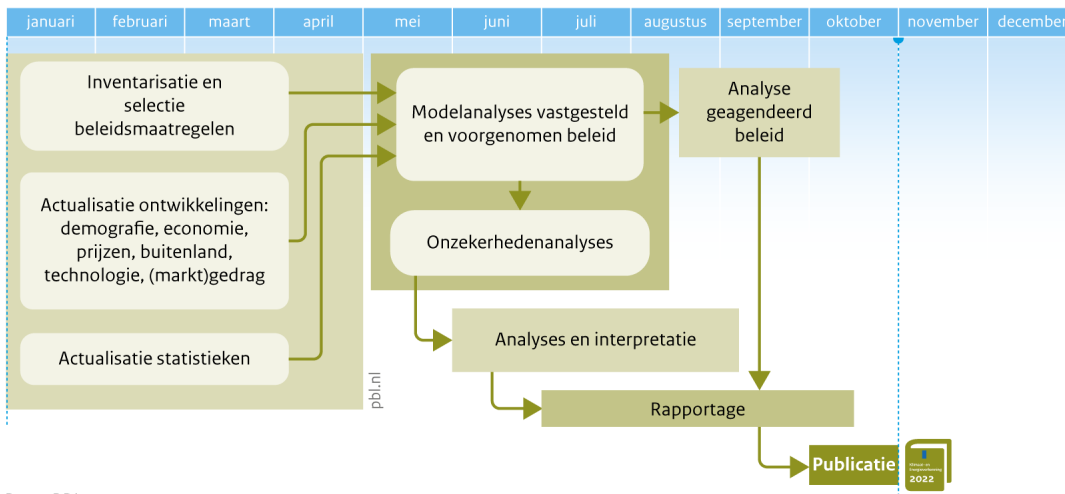 januari februari maart april mei juni juli augustus september oktober november december
Inventarisatie en
selectie
beleidsmaatregelen
Actualisatie ontwikkelingen:
demografie, economie,
prijzen, buitenland,
technologie, (markt)gedrag
Actualisatie statistieken
pbl.nl
Modelanalyses vastgesteld
en voorgenomen beleid
Onzekerhedenanalyses
Analyse
geagendeerd
beleid
Analyses en interpretatie
Rapportage
Publicatie
2022